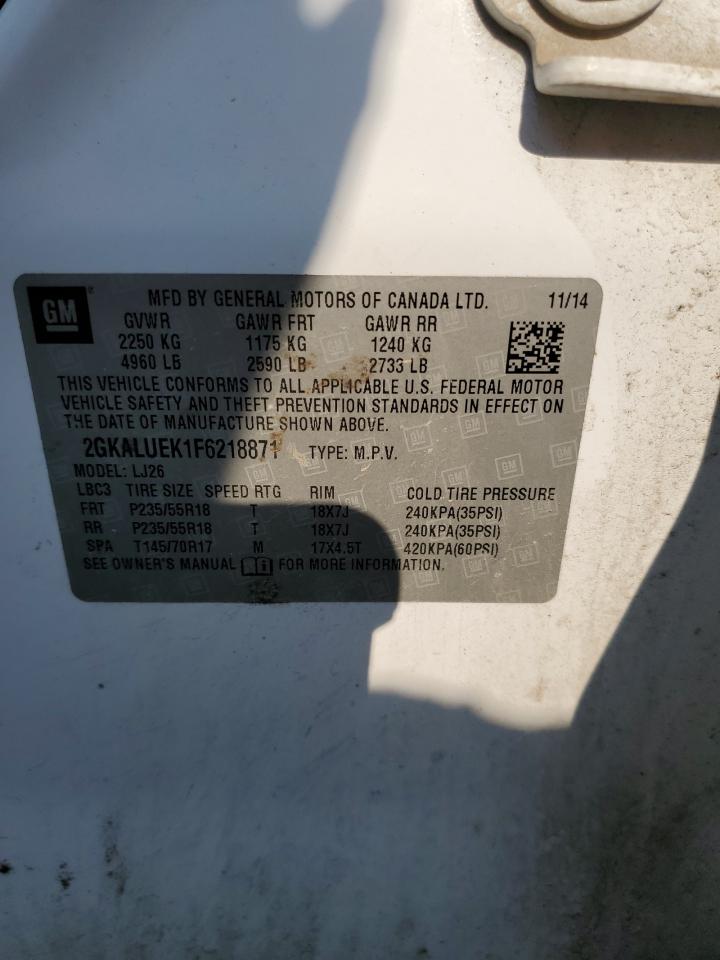 GM ® MFD BY GENERAL MOTORS OF CANADA LTD. 11/14
GVWR GAWR FRT GAWR RR
2250 KG 1175 KG 1240 KG
4960 LB 2590 LB 2733 LB
THIS VEHICLE CONFORMS TO ALL APPLICABLE U.S. FEDERAL MOTOR
VEHICLE SAFETY AND THEFT PREVENTION STANDARDS IN EFFECT ON
THE DATE OF MANUFACTURE SHOWN ABOVE.
2GKALUEK1F6218871 TYPE: M.P.V.
MODEL: LJ26
LBC3 TIRE SIZE SPEED RTG RIM COLD TIRE PRESSURE
FRT P235/55R18 T 18X7J 240KPA(35PSI)
RR P235/55R18 T 18X7J 240KPA(35PSI)
SPA T145/70R17 M 17X4.5T 420KPA(60PSI)
SEE OWNER'S MANUAL FOR MORE INFORMATION.